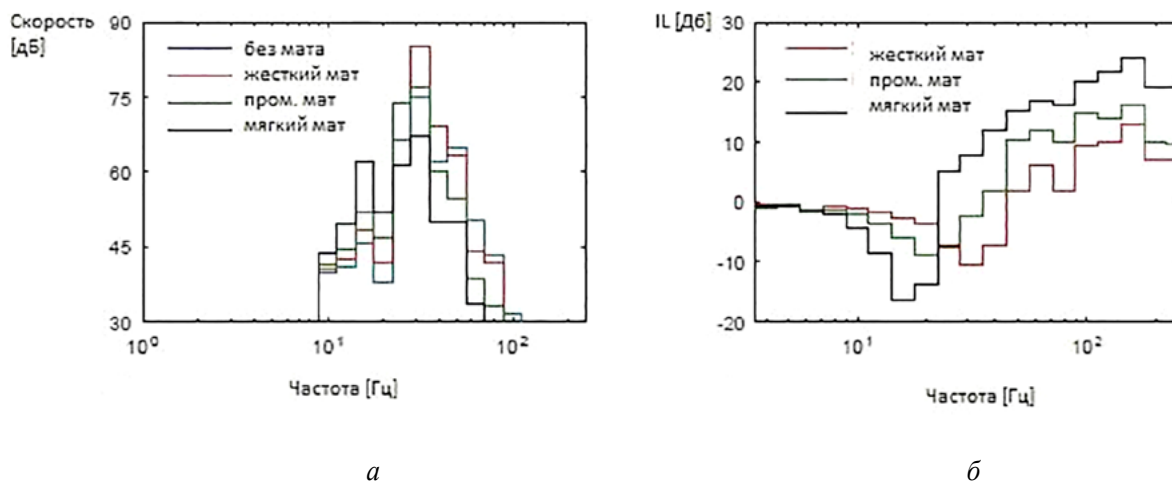 Скорость
[дБ]
90
75
60
45
30
без мата
жесткий мат
пром. мат
мягкий мат
10⁰
10¹
10²
Частота [Гц]
а
IL [Дб]
30
20
10
0
-10
-20
жесткий мат
пром. мат
мягкий мат
10¹
10²
Частота [Гц]
б